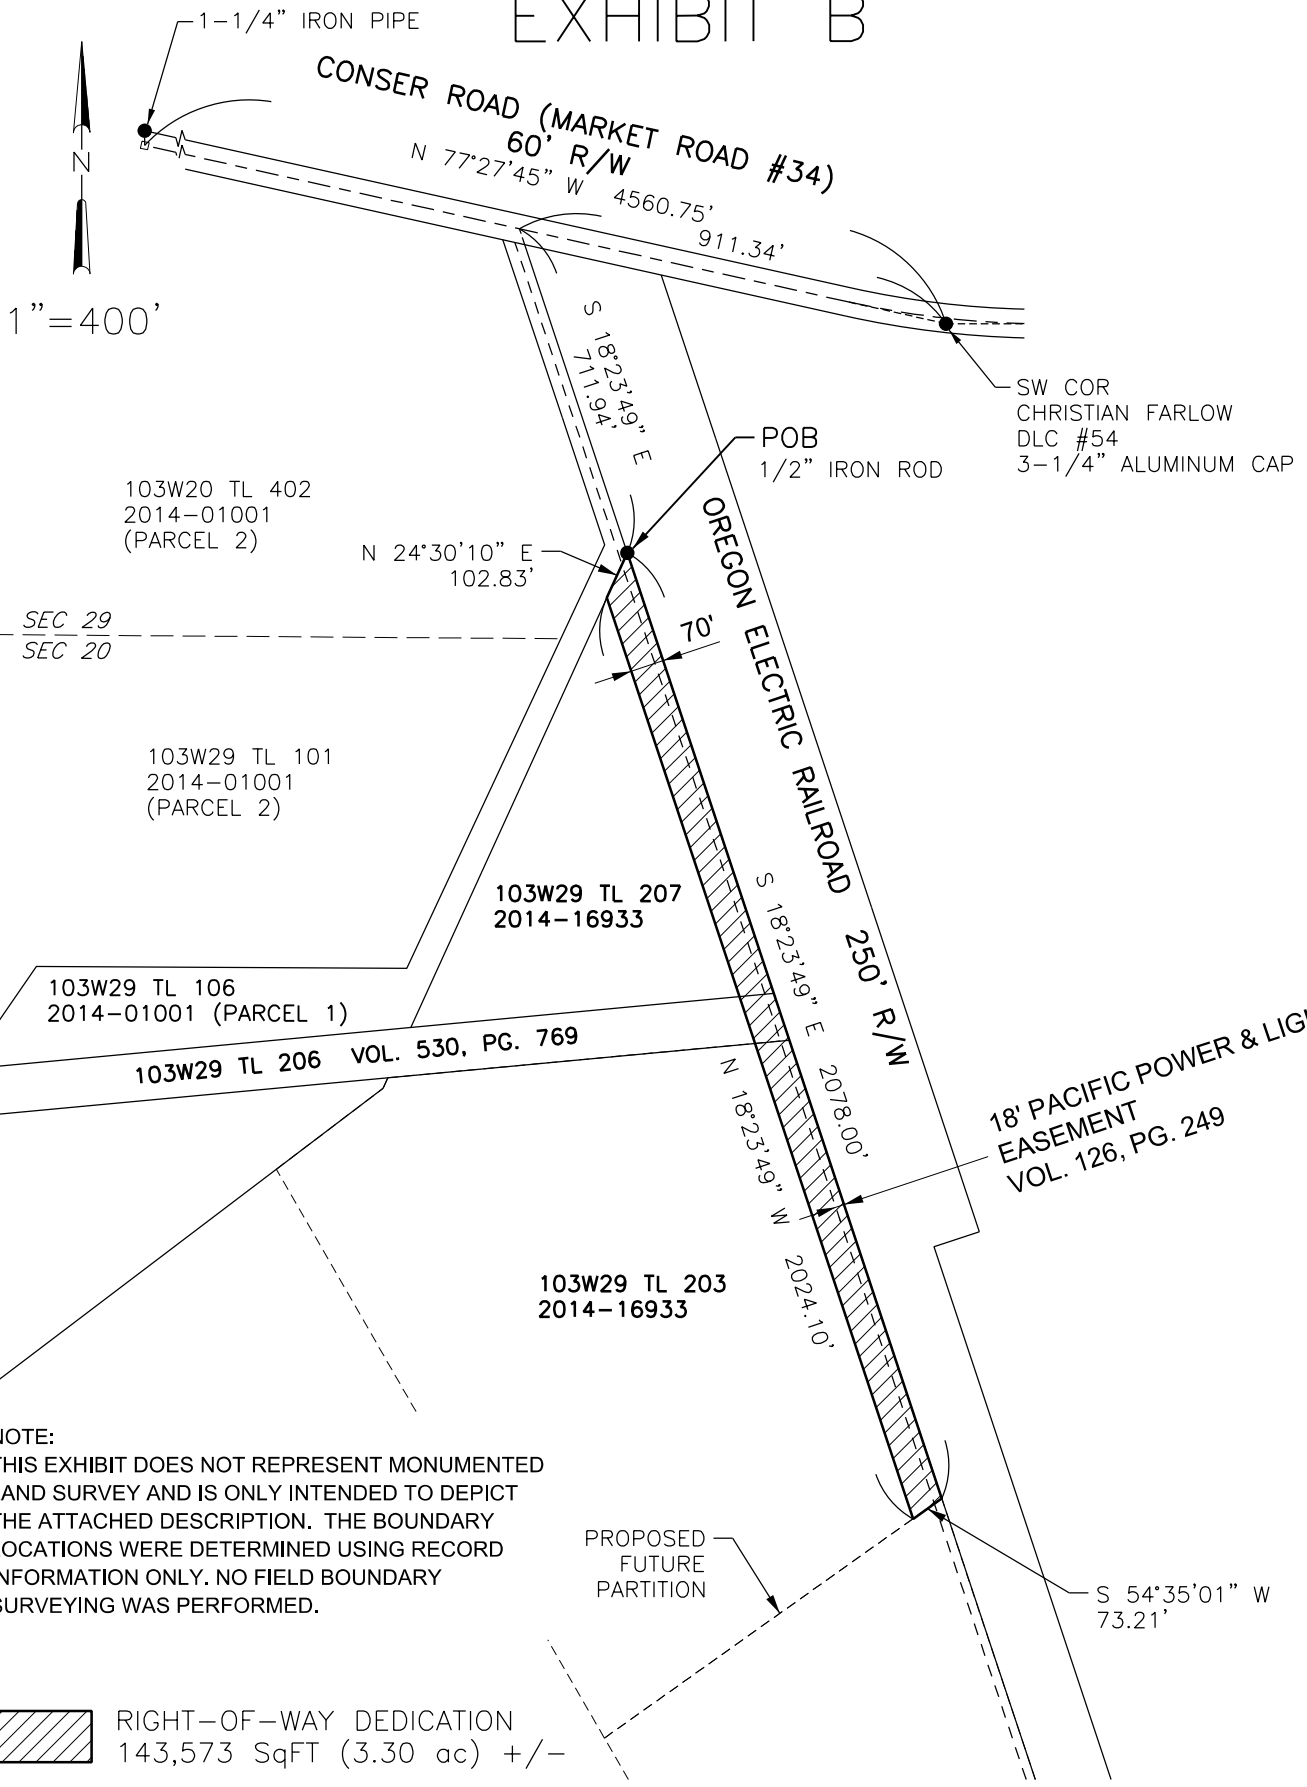 EXHIBIT B
1-1/4" IRON PIPE
CONSER ROAD (MARKET ROAD #34)
60' R/W
N 77°27'45" W 4560.75'
911.34'
N
1"=400'
S 18°23'49" E
711.94'
SW COR
CHRISTIAN FARLOW
DLC #54
3-1/4" ALUMINUM CAP
POB
1/2" IRON ROD
103W20 TL 402
2014-01001
(PARCEL 2)
N 24°30'10" E
102.83'
OREGON ELECTRIC RAILROAD 250' R/W
SEC 29
SEC 20
70'
103W29 TL 101
2014-01001
(PARCEL 2)
103W29 TL 207
2014-16933
S 18°23'49" E 2078.00'
103W29 TL 106
2014-01001 (PARCEL 1)
103W29 TL 206 VOL. 530, PG. 769
N 18°23'49" W 2024.10'
18' PACIFIC POWER & LIG
EASEMENT
VOL. 126, PG. 249
103W29 TL 203
2014-16933
NOTE:
THIS EXHIBIT DOES NOT REPRESENT MONUMENTED
LAND SURVEY AND IS ONLY INTENDED TO DEPICT
THE ATTACHED DESCRIPTION. THE BOUNDARY
LOCATIONS WERE DETERMINED USING RECORD
INFORMATION ONLY. NO FIELD BOUNDARY
SURVEYING WAS PERFORMED.
PROPOSED
FUTURE
PARTITION
S 54°35'01" W
73.21'
RIGHT-OF-WAY DEDICATION
143,573 SqFT (3.30 ac) +/-